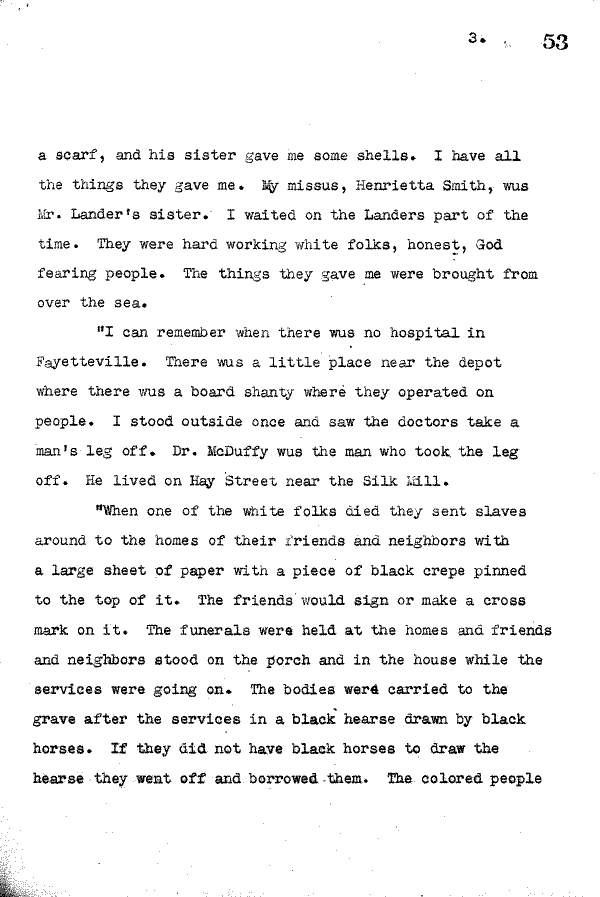 3. 53
a scarf, and his sister gave me some shells. I have all
the things they gave me. My missus, Henrietta Smith, wus
Mr. Lander's sister. I waited on the Landers part of the
time. They were hard working white folks, honest, God
fearing people. The things they gave me were brought from
over the sea.
"I can remember when there wus no hospital in
Fayetteville. There wus a little place near the depot
where there wus a board shanty where they operated on
people. I stood outside once and saw the doctors take a
man's leg off. Dr. McDuffy wus the man who took the leg
off. He lived on Hay Street near the Silk Mill.
"When one of the white folks died they sent slaves
around to the homes of their friends and neighbors with
a large sheet of paper with a piece of black crepe pinned
to the top of it. The friends would sign or make a cross
mark on it. The funerals were held at the homes and friends
and neighbors stood on the porch and in the house while the
services were going on. The bodies were carried to the
grave after the services in a black hearse drawn by black
horses. If they did not have black horses to draw the
hearse they went off and borrowed them. The colored people